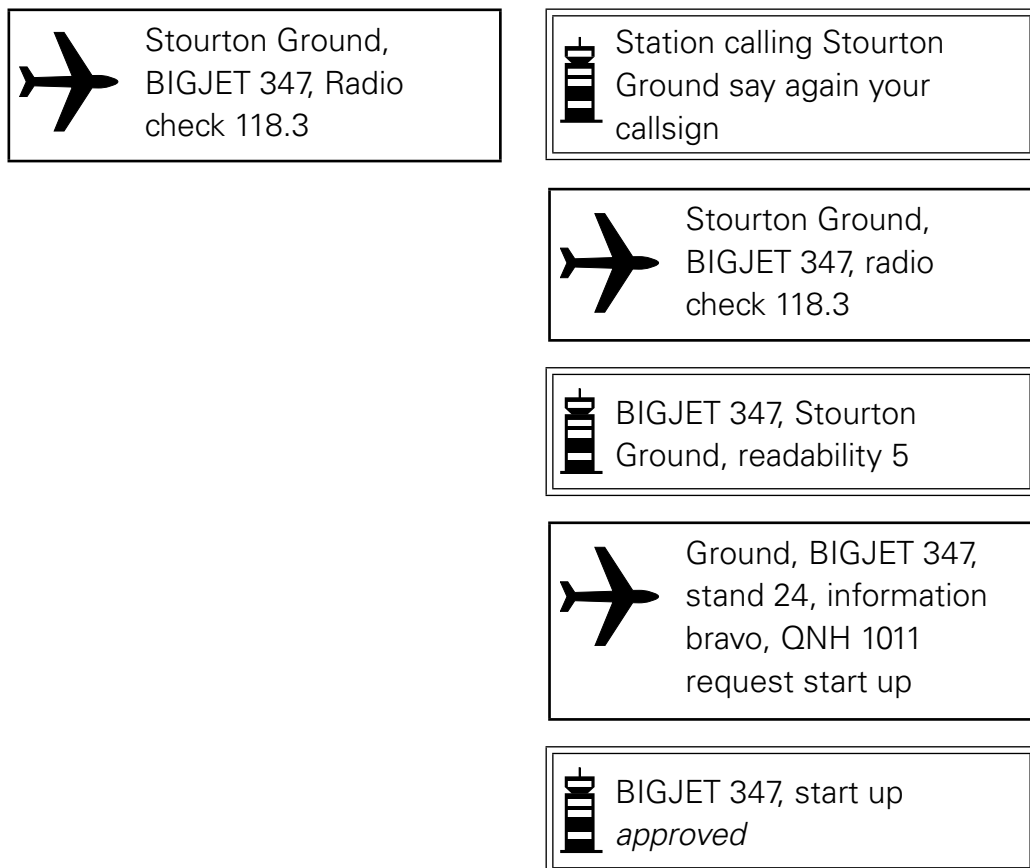 Stourton Ground,
BIGJET 347, Radio
check 118.3
Station calling Stourton
Ground say again your
callsign
Stourton Ground,
BIGJET 347, radio
check 118.3
BIGJET 347, Stourton
Ground, readability 5
Ground, BIGJET 347,
stand 24, information
bravo, QNH 1011
request start up
BIGJET 347, start up
approved